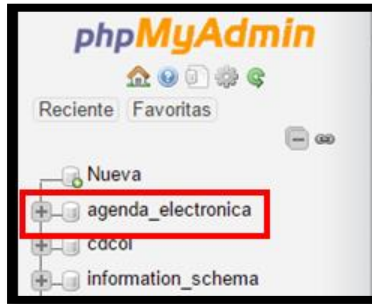 phpMyAdmin
Reciente Favoritas
Nueva
agenda_electronica
cdcol
information_schema